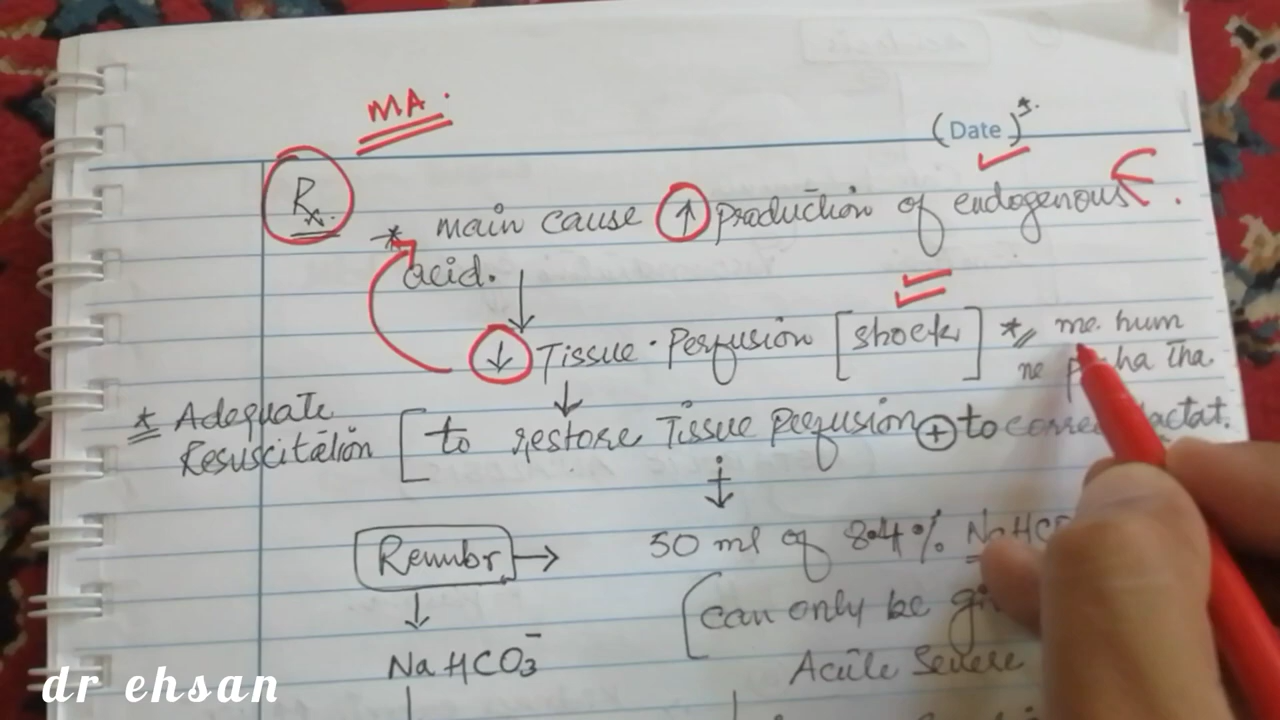 MA.
(Date)
Rx.
* main cause ↑ production of endogenous
acid. ↓
↓ Tissue Perfusion [shock] * me hum
ne ha tha.
* Adequate
Resuscitation [to restore Tissue Perfusion ⊕ to
↓
Rembr → 50 ml of 8.4%
↓ (can only be
NaHCO3⁻ Acute Severe
dr ehsan